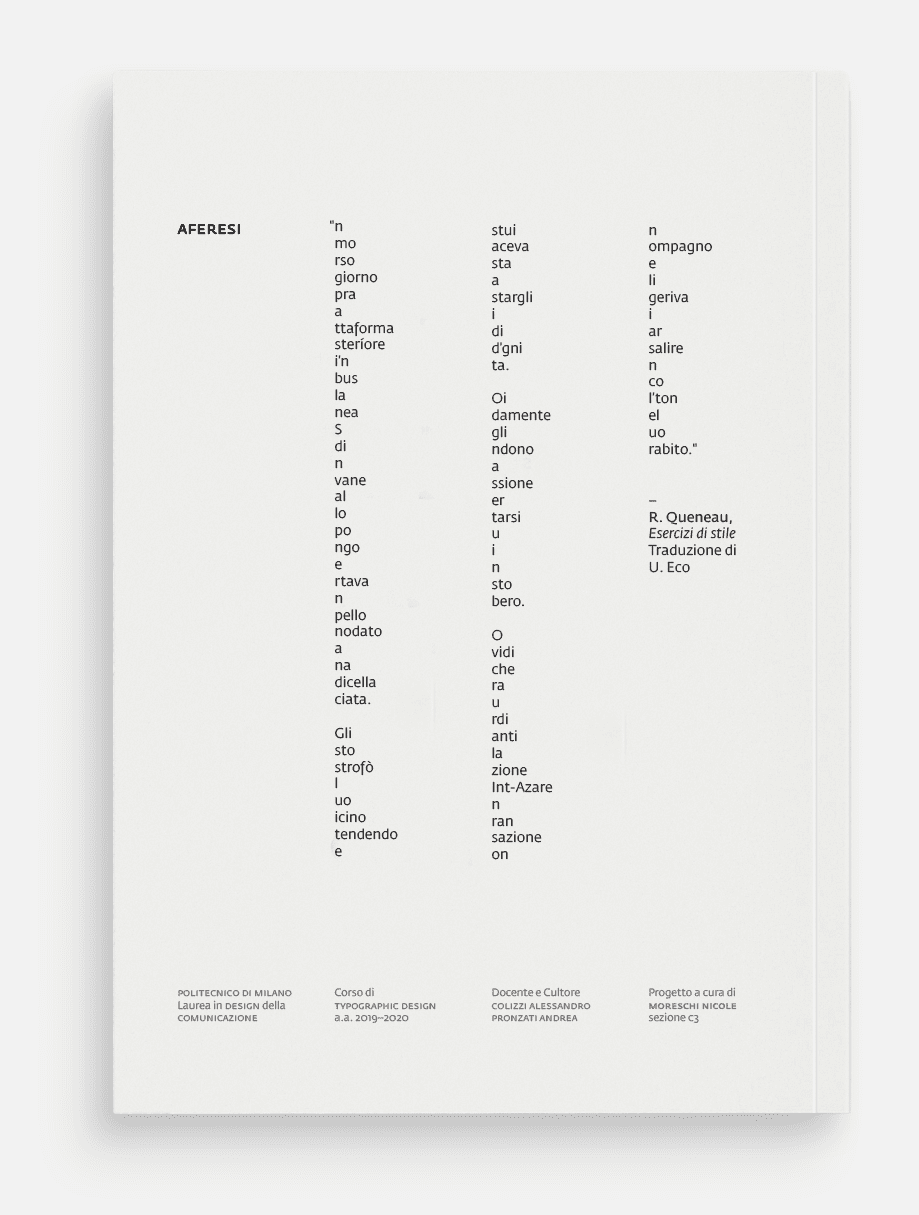 AFERESI
"n
mo
rso
giorno
pra
a
ttaforma
steriore
i'n
bus
la
nea
S
di
n
vane
al
lo
po
ngo
e
rtava
n
pello
nodato
a
na
dicella
ciata.
Gli
sto
strofò
l
uo
icino
tendendo
e
stui
aceva
sta
a
stargli
i
di
d'gni
ta.
Oi
damente
gli
ndono
a
ssione
er
tarsi
u
i
n
sto
bero.
O
vidi
che
ra
u
rdi
anti
la
zione
Int-Azare
n
ran
sazione
on
n
ompagno
e
li
geriva
i
ar
salire
n
co
l'ton
el
uo
rabito."
–
R. Queneau,
Esercizi di stile
Traduzione di
U. Eco
POLITECNICO DI MILANO
Laurea in DESIGN della
COMUNICAZIONE
Corso di
TYPOGRAPHIC DESIGN
a.a. 2019–2020
Docente e Cultore
COLIZZI ALESSANDRO
PRONZATI ANDREA
Progetto a cura di
MORESCHI NICOLE
sezione c3